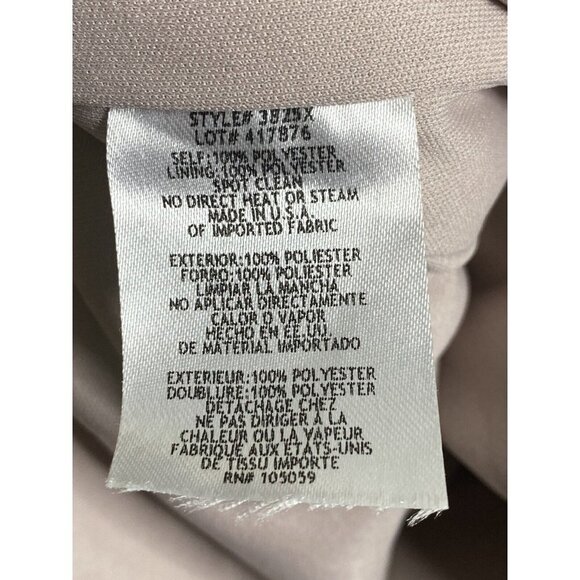 STYLE# 3825X
LOT# 417876
SELF:100% POLYESTER
LINING:100% POLYESTER
SPOT CLEAN
NO DIRECT HEAT OR STEAM
MADE IN U.S.A.
OF IMPORTED FABRIC
EXTERIOR:100% POLIESTER
FORRO:100% POLIESTER
LIMPIAR LA MANCHA
NO APLICAR DIRECTAMENTE
CALOR O VAPOR
HECHO EN EE.UU.
DE MATERIAL IMPORTADO
EXTERIEUR:100% POLYESTER
DOUBLURE:100% POLYESTER
DETACHAGE CHEZ
NE PAS DIRIGER À LA
CHALEUR OU LA VAPEUR
FABRIQUE AUX ÉTATS-UNIS
DE TISSU IMPORTE
RN# 105059